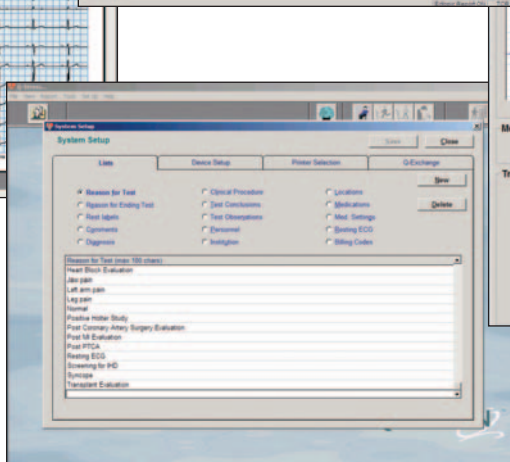 System Setup
System Setup
Save
Close
Lists
Device Setup
Printer Selection
Q-Exchange
New
Delete
Reason for Test
Clinical Procedure
Locations
Reason for Ending Test
Test Conclusions
Medications
Rest labels
Test Observations
Med. Settings
Comments
Personnel
Resting ECG
Diagnosis
Institution
Billing Codes
Reason for Test (max 100 chars)
Heart Block Evaluation
Jaw pain
Left arm pain
Leg pain
Normal
Positive Holter Study
Post Coronary Artery Surgery Evaluation
Post MI Evaluation
Post PTCA
Resting ECG
Screening for IHD
Syncope
Transplant Evaluation